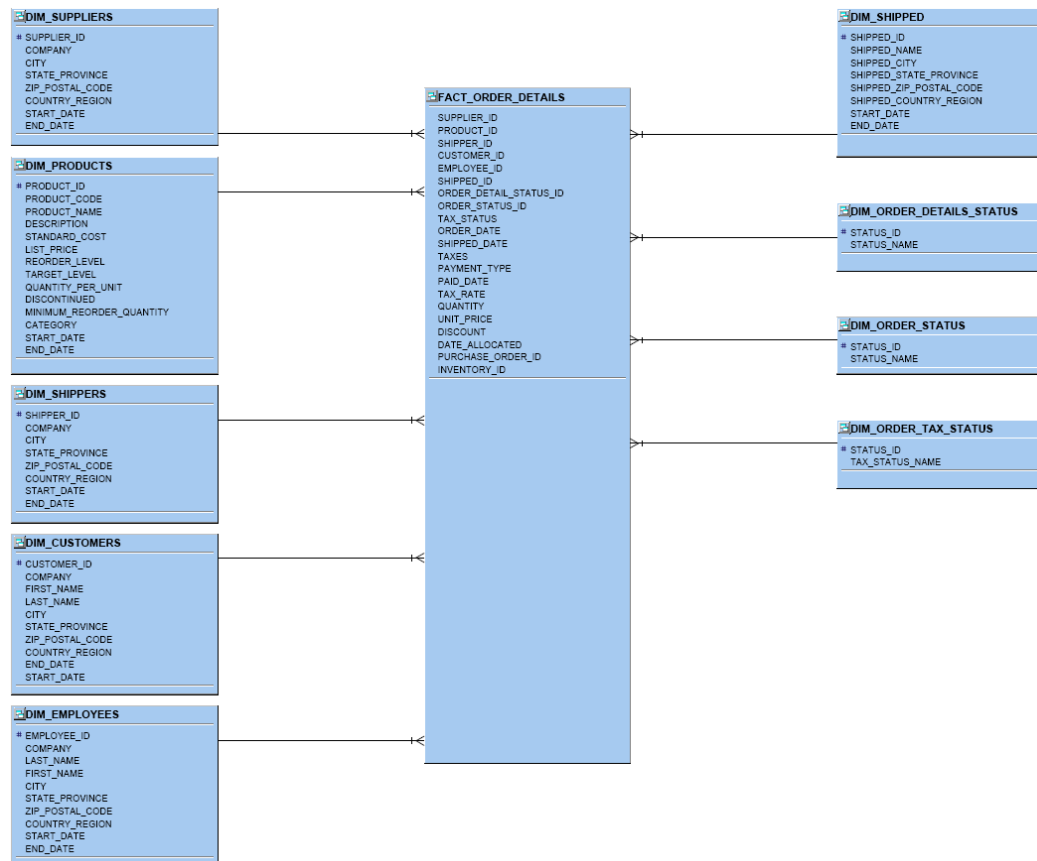 DIM_SUPPLIERS
# SUPPLIER_ID
COMPANY
CITY
STATE_PROVINCE
ZIP_POSTAL_CODE
COUNTRY_REGION
START_DATE
END_DATE
DIM_PRODUCTS
# PRODUCT_ID
PRODUCT_CODE
PRODUCT_NAME
DESCRIPTION
STANDARD_COST
LIST_PRICE
REORDER_LEVEL
TARGET_LEVEL
QUANTITY_PER_UNIT
DISCONTINUED
MINIMUM_REORDER_QUANTITY
CATEGORY
START_DATE
END_DATE
DIM_SHIPPERS
# SHIPPER_ID
COMPANY
CITY
STATE_PROVINCE
ZIP_POSTAL_CODE
COUNTRY_REGION
START_DATE
END_DATE
DIM_CUSTOMERS
# CUSTOMER_ID
COMPANY
FIRST_NAME
LAST_NAME
CITY
STATE_PROVINCE
ZIP_POSTAL_CODE
COUNTRY_REGION
END_DATE
START_DATE
DIM_EMPLOYEES
# EMPLOYEE_ID
COMPANY
LAST_NAME
FIRST_NAME
CITY
STATE_PROVINCE
ZIP_POSTAL_CODE
COUNTRY_REGION
START_DATE
END_DATE
FACT_ORDER_DETAILS
SUPPLIER_ID
PRODUCT_ID
SHIPPER_ID
CUSTOMER_ID
EMPLOYEE_ID
SHIPPED_ID
ORDER_DETAIL_STATUS_ID
ORDER_STATUS_ID
TAX_STATUS
ORDER_DATE
SHIPPED_DATE
TAXES
PAYMENT_TYPE
PAID_DATE
TAX_RATE
QUANTITY
UNIT_PRICE
DISCOUNT
DATE_ALLOCATED
PURCHASE_ORDER_ID
INVENTORY_ID
DIM_SHIPPED
# SHIPPED_ID
SHIPPED_NAME
SHIPPED_CITY
SHIPPED_STATE_PROVINCE
SHIPPED_ZIP_POSTAL_CODE
SHIPPED_COUNTRY_REGION
START_DATE
END_DATE
DIM_ORDER_DETAILS_STATUS
# STATUS_ID
STATUS_NAME
DIM_ORDER_STATUS
# STATUS_ID
STATUS_NAME
DIM_ORDER_TAX_STATUS
# STATUS_ID
TAX_STATUS_NAME